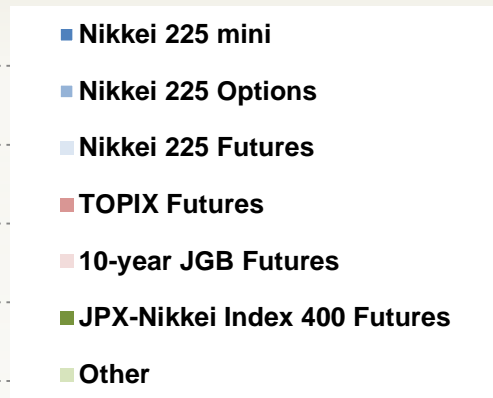 Nikkei 225 mini
Nikkei 225 Options
Nikkei 225 Futures
TOPIX Futures
10-year JGB Futures
JPX-Nikkei Index 400 Futures
Other